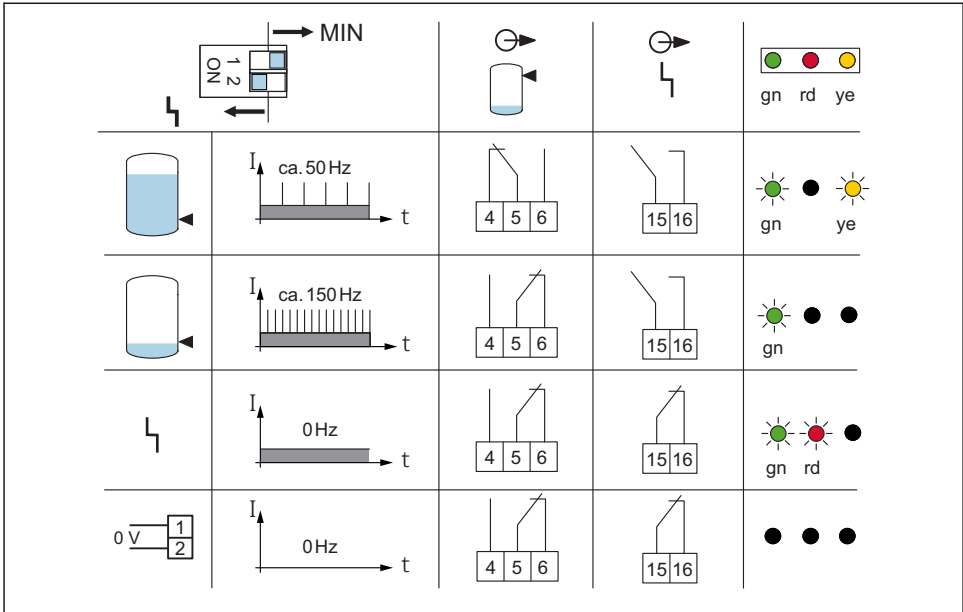 MIN
1 2
ON
gn rd ye
I
ca. 50 Hz
t
4 5 6
15 16
gn ye
I
ca. 150 Hz
t
4 5 6
15 16
gn
I
0 Hz
t
4 5 6
15 16
gn rd
0 V
1
2
I
0 Hz
t
4 5 6
15 16